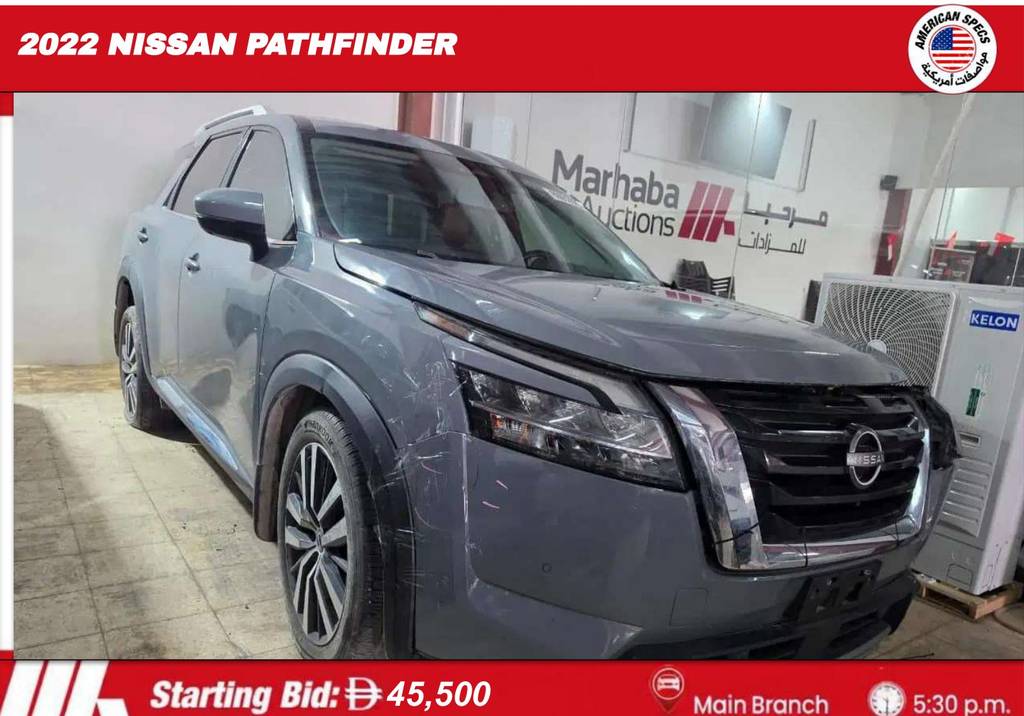 2022 NISSAN PATHFINDER
AMERICAN SPECS
مواصفات أمريكية
Marhaba
Auctions
مرحبا
للمزادات
KELON
NISSAN
Starting Bid: 45,500
Main Branch
5:30 p.m.